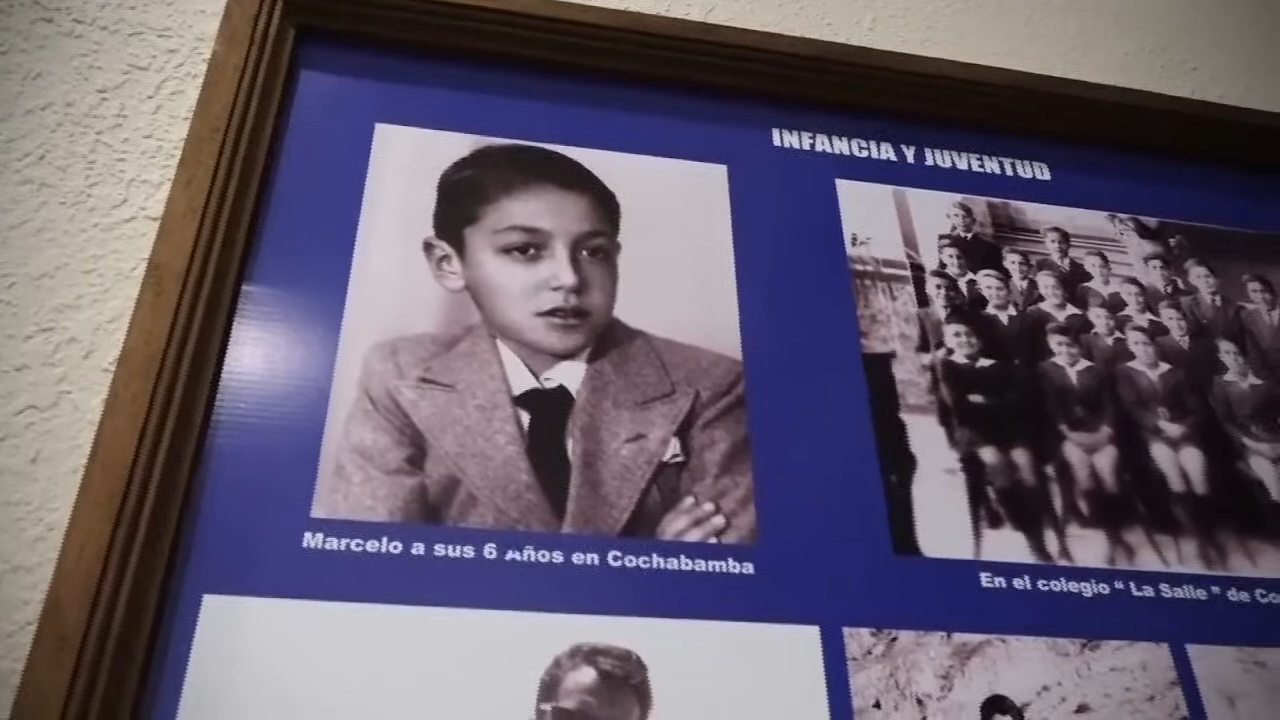 INFANCIA Y JUVENTUD
Marcelo a sus 6 Años en Cochabamba
En el colegio “ La Salle ” de